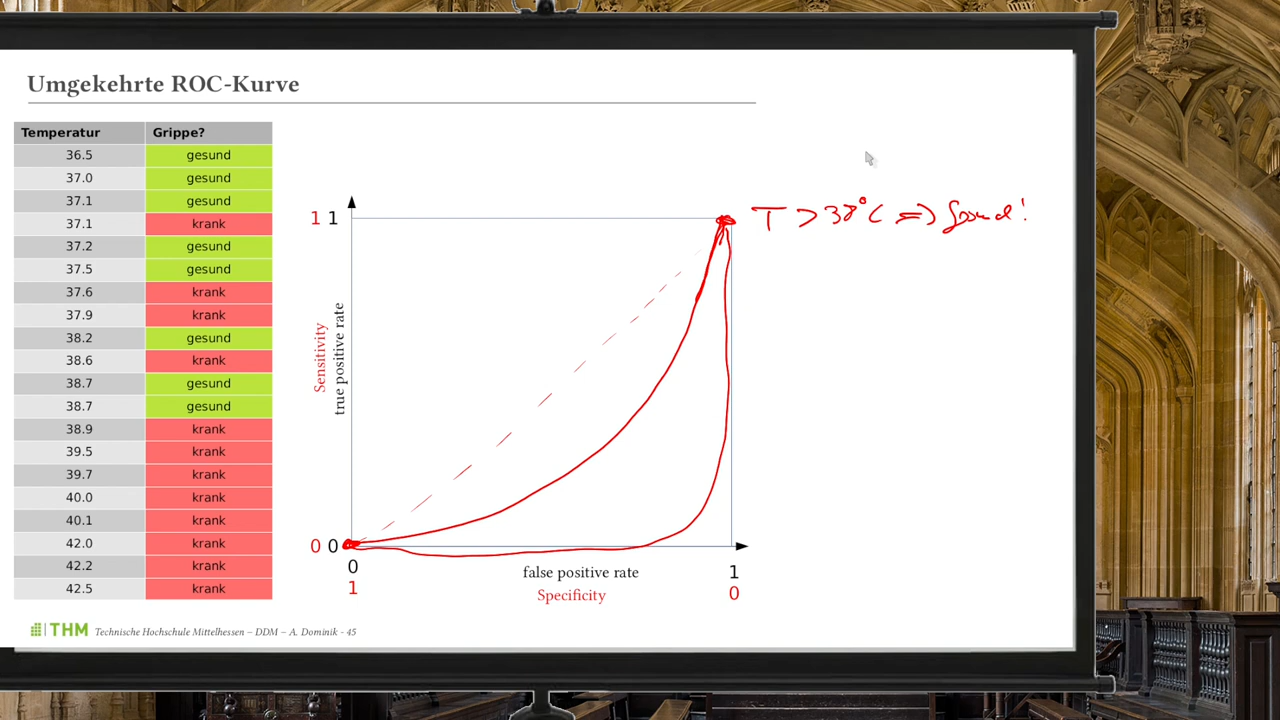 Umgekehrte ROC-Kurve
Temperatur Grippe?
36.5 gesund
37.0 gesund
37.1 gesund
37.1 krank
37.2 gesund
37.5 gesund
37.6 krank
37.9 krank
38.2 gesund
38.6 krank
38.7 gesund
38.7 gesund
38.9 krank
39.5 krank
39.7 krank
40.0 krank
40.1 krank
42.0 krank
42.2 krank
42.5 krank
1 1
Sensitivity
true positive rate
0 0
0
1
false positive rate
Specificity
1
0
T > 38°C => gesund!
THM Technische Hochschule Mittelhessen – DDM – A. Dominik - 45